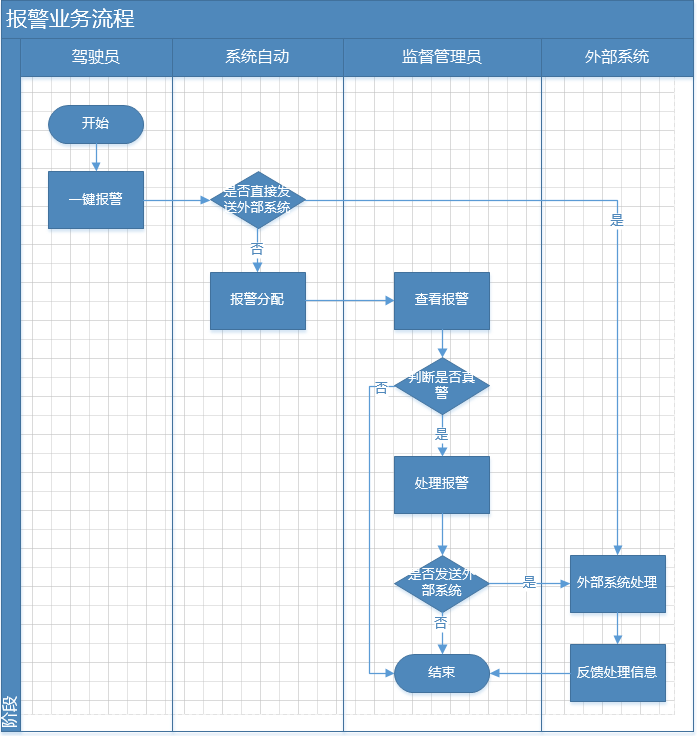 报警业务流程
驾驶员
系统自动
监督管理员
外部系统
开始
一键报警
是否直接发
送外部系统
是
否
报警分配
查看报警
判断是否真
警
否
是
处理报警
是否发送外
部系统
是
外部系统处理
否
结束
反馈处理信息
阶段